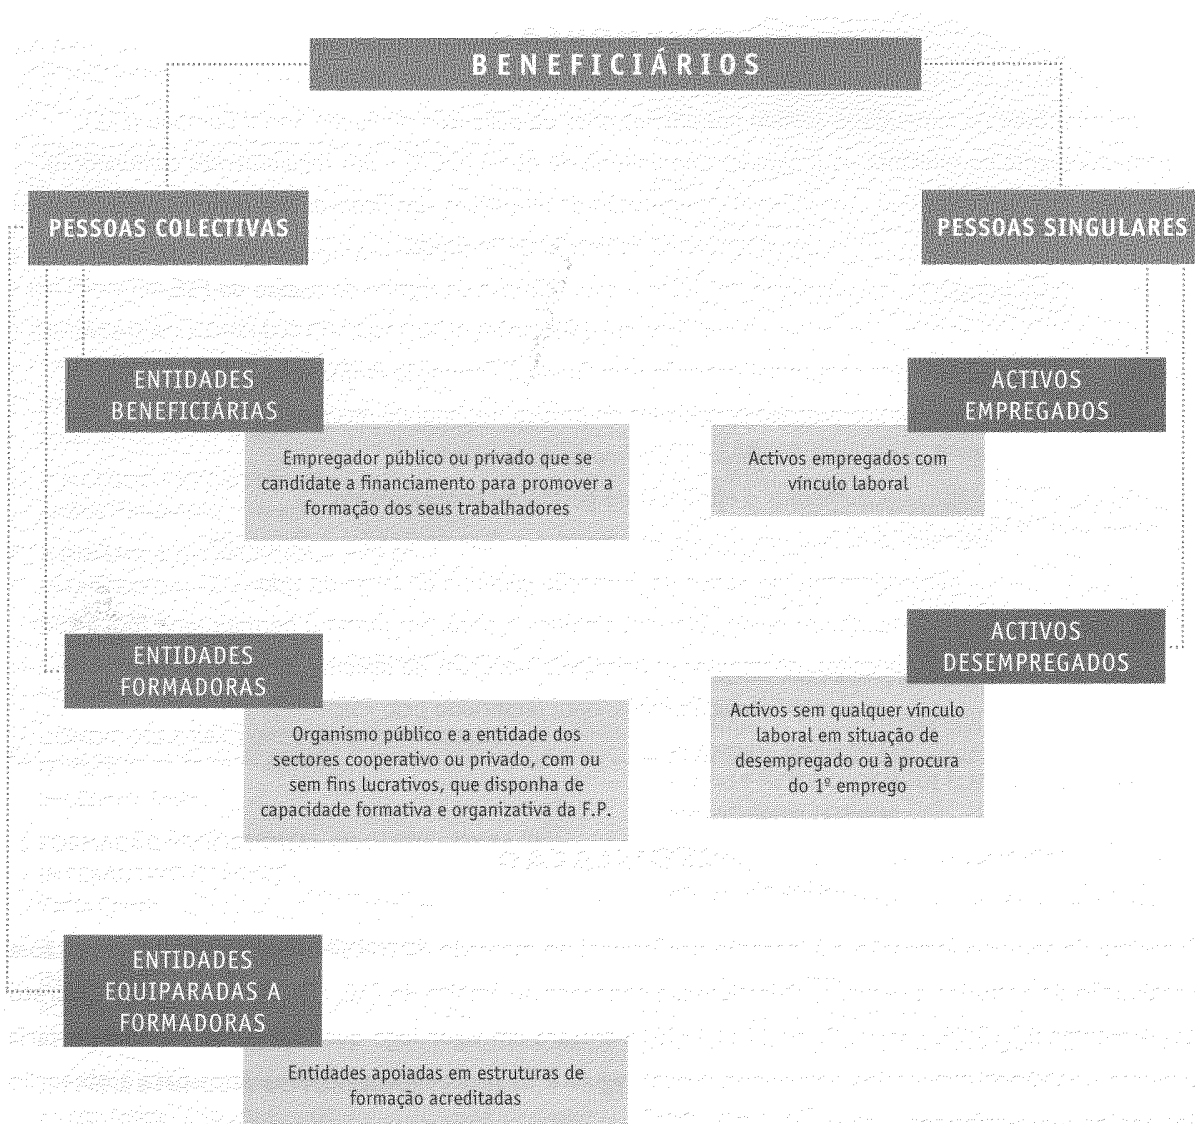 BENEFICIÁRIOS
PESSOAS COLECTIVAS
PESSOAS SINGULARES
ENTIDADES
BENEFICIÁRIAS
Empregador público ou privado que se
candidate a financiamento para promover a
formação dos seus trabalhadores
ACTIVOS
EMPREGADOS
Activos empregados com
vínculo laboral
ENTIDADES
FORMADORAS
Organismo público e a entidade dos
sectores cooperativo ou privado, com ou
sem fins lucrativos, que disponha de
capacidade formativa e organizativa da F.P.
ACTIVOS
DESEMPREGADOS
Activos sem qualquer vínculo
laboral em situação de
desempregado ou à procura
do 1º emprego
ENTIDADES
EQUIPARADAS A
FORMADORAS
Entidades apoiadas em estruturas de
formação acreditadas